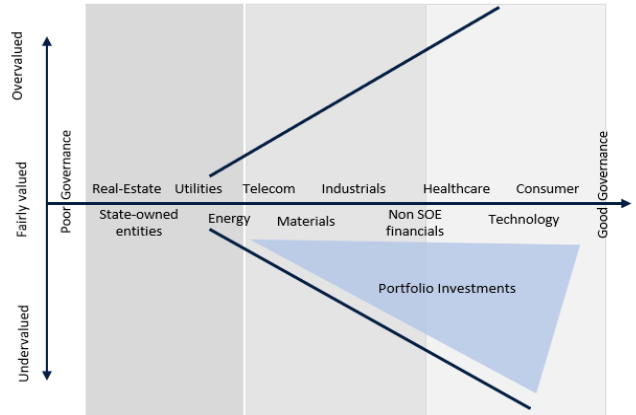 Overvalued
Fairly valued
Undervalued
Poor Governance
Good Governance
Real-Estate Utilities Telecom Industrials Healthcare Consumer
State-owned
entities
Energy
Materials
Non SOE
financials
Technology
Portfolio Investments